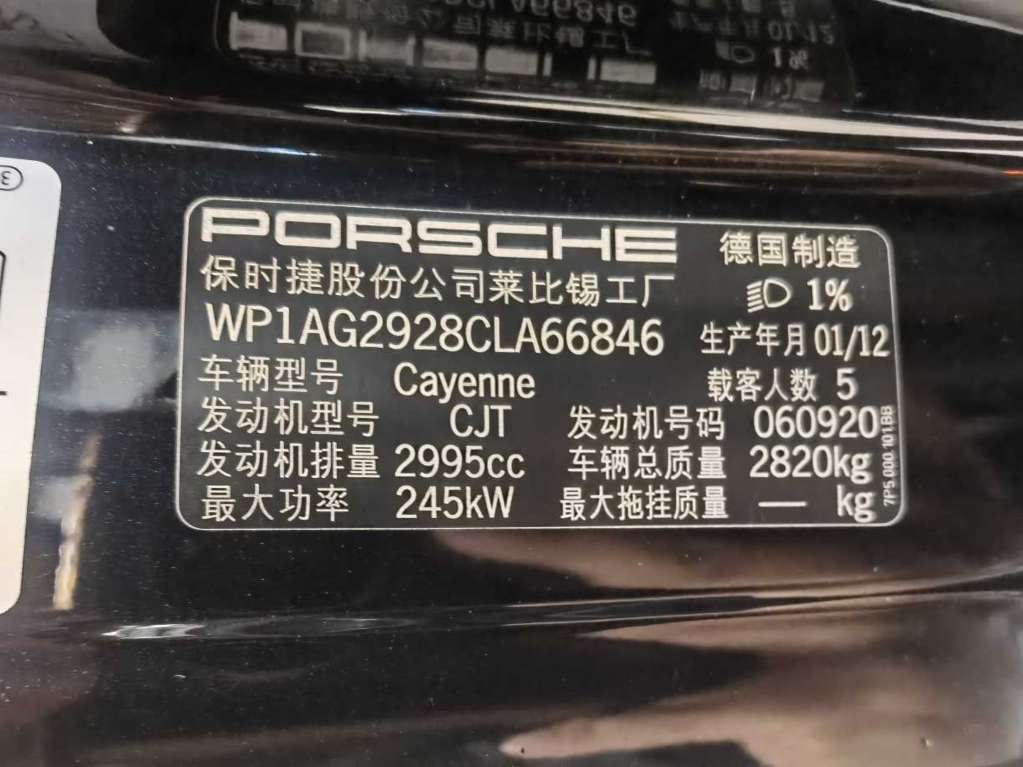 PORSCHE 德国制造
保时捷股份公司莱比锡工厂 1%
WP1AG2928CLA66846 生产年月 01/12
车辆型号 Cayenne 载客人数 5
发动机型号 CJT 发动机号码 060920
发动机排量 2995cc 车辆总质量 2820kg
最大功率 245kW 最大拖挂质量 — kg
7P5.000.101.BB